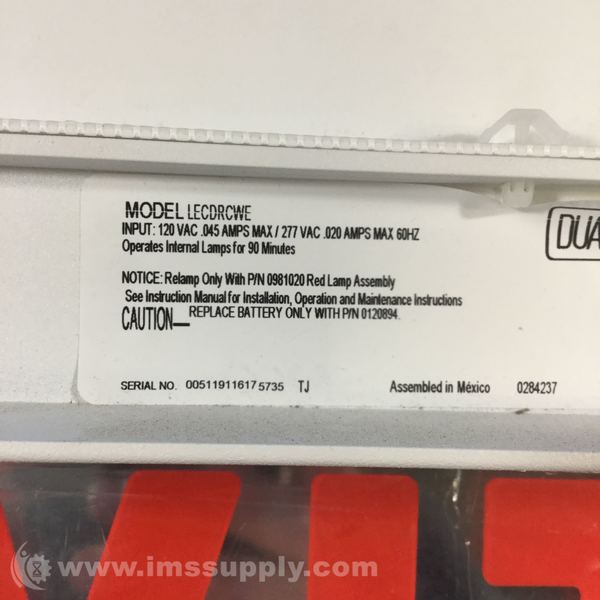 MODEL LECDRCWE
INPUT: 120 VAC .045 AMPS MAX / 277 VAC .020 AMPS MAX 60HZ
Operates Internal Lamps for 90 Minutes
DUA
NOTICE: Relamp Only With P/N 0981020 Red Lamp Assembly
See Instruction Manual for Installation, Operation and Maintenance Instructions
CAUTION— REPLACE BATTERY ONLY WITH P/N 0120894.
SERIAL NO. 005119116175735 TJ Assembled in México 0284237
XIT
www.imssupply.com